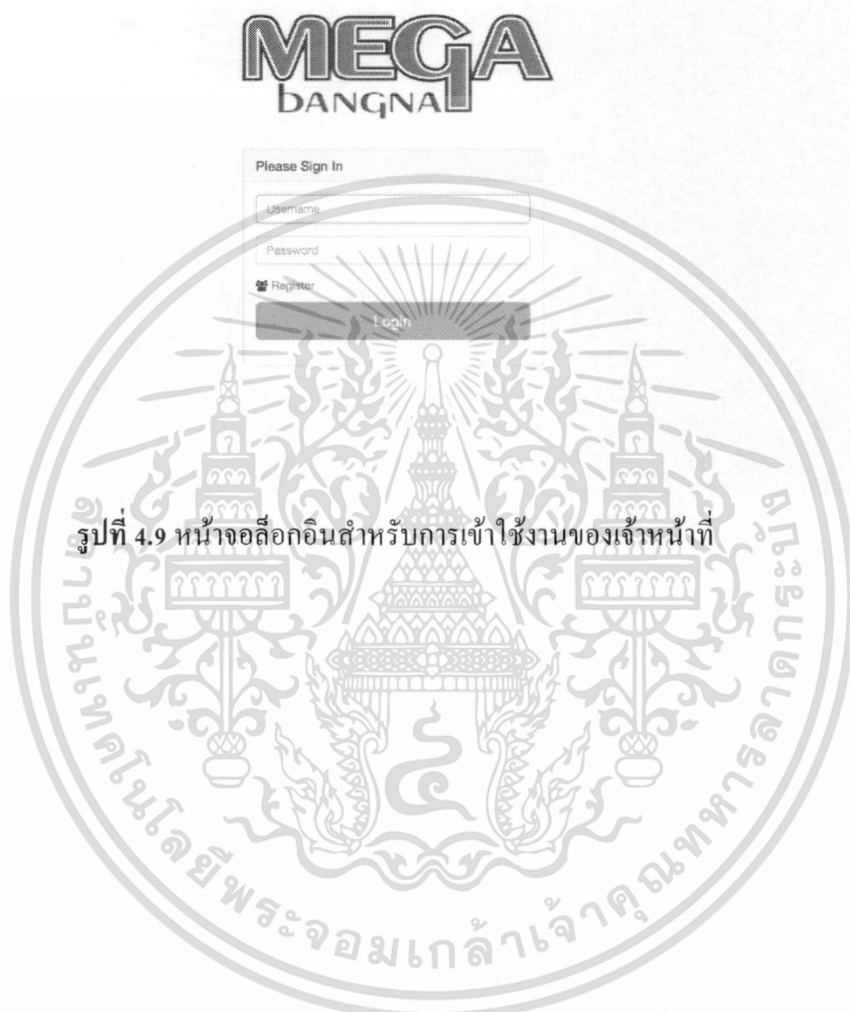 MEGA
bANGNA
Please Sign In
Username
Password
Register
Login
รูปที่ 4.9 หน้าจอล็อกอินสำหรับการเข้าใช้งานของเจ้าหน้าที่
สถาบันเทคโนโลยีพระจอมเกล้าเจ้าคุณทหารลาดกระบัง